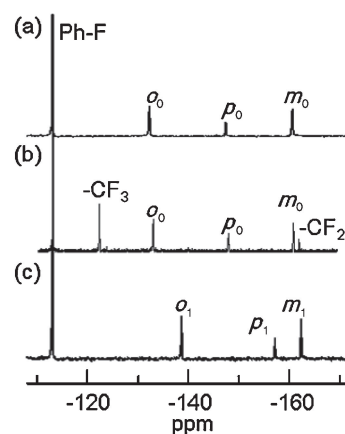 (a)
Ph-F
o₀
p₀
m₀
(b)
-CF₃
o₀
p₀
m₀
-CF₂
(c)
o₁
p₁
m₁
-120
-140
-160
ppm